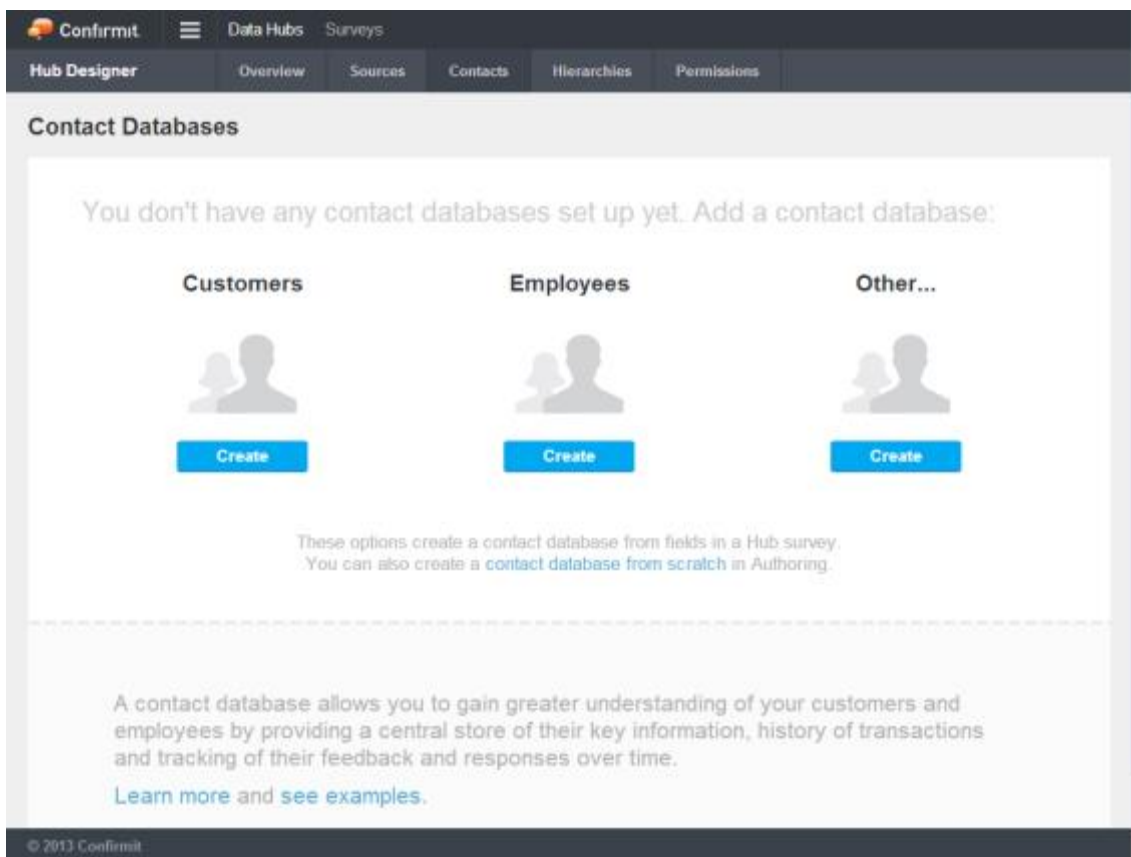 Confirmit Data Hubs Surveys
Hub Designer Overview Sources Contacts Hierarchies Permissions
Contact Databases
You don't have any contact databases set up yet. Add a contact database:
Customers Employees Other...
Create Create Create
These options create a contact database from fields in a Hub survey.
You can also create a contact database from scratch in Authoring.
A contact database allows you to gain greater understanding of your customers and
employees by providing a central store of their key information, history of transactions
and tracking of their feedback and responses over time.
Learn more and see examples.
© 2013 Confirmit